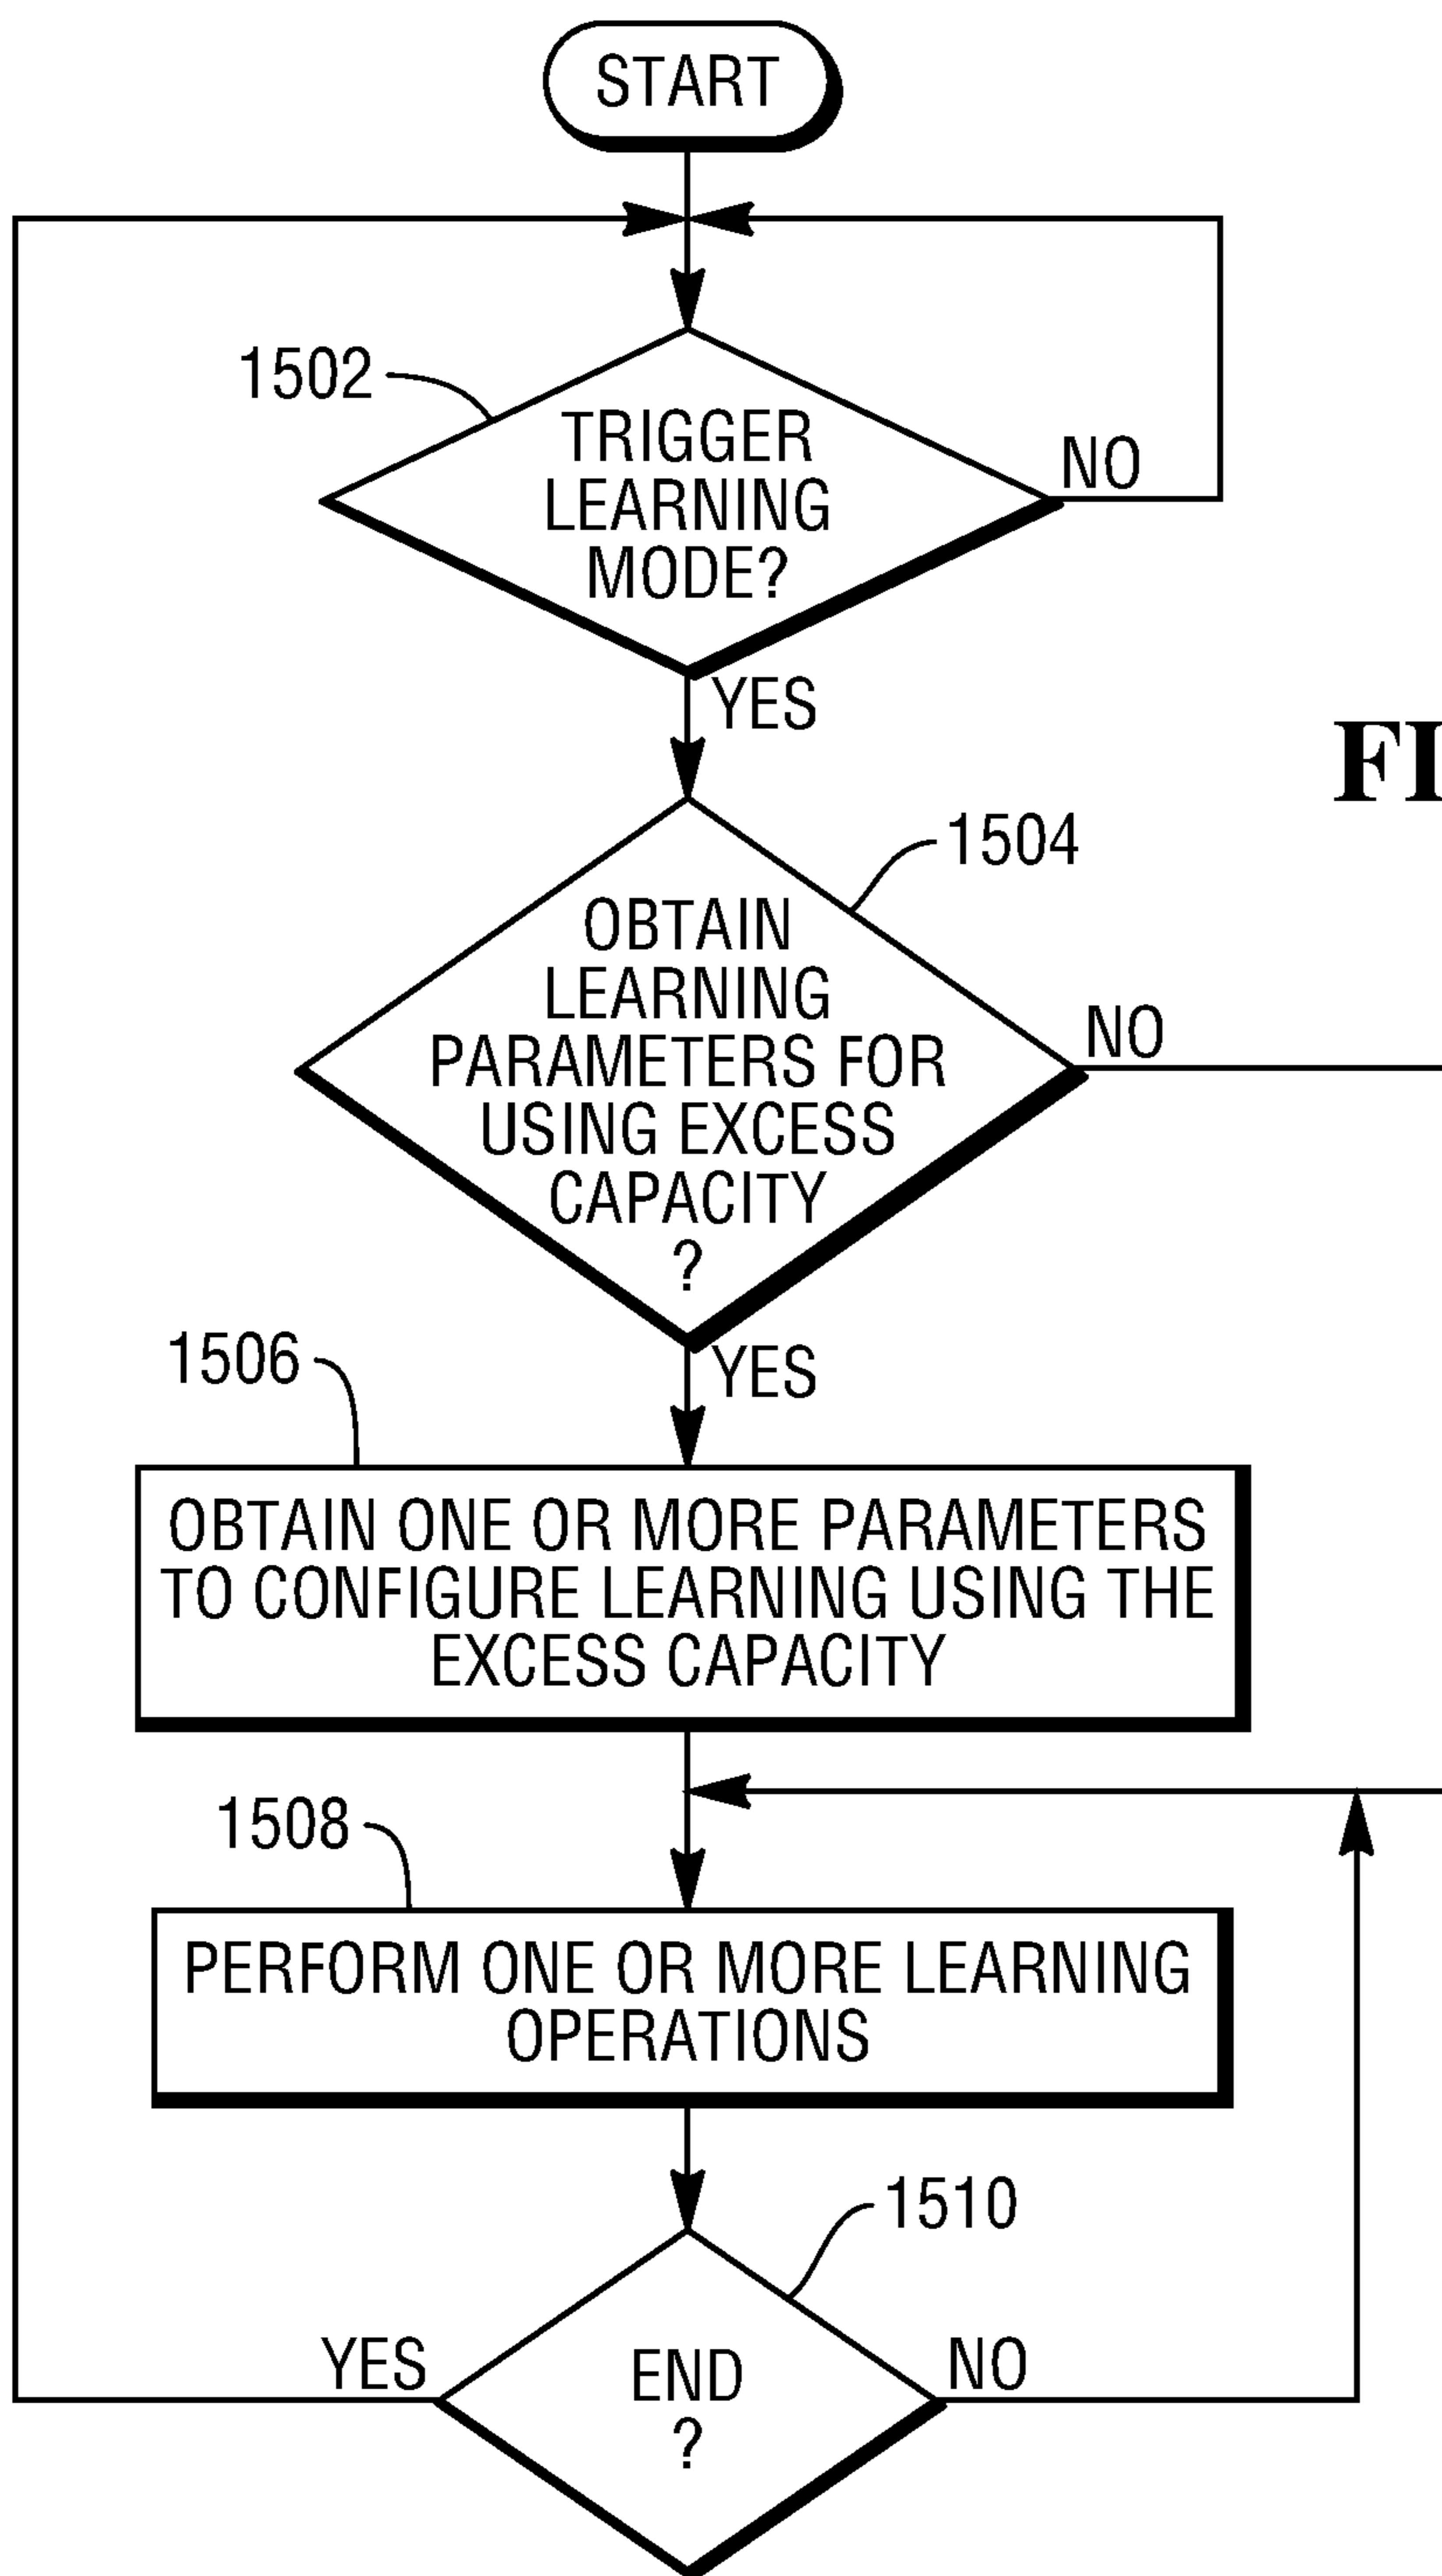 START
1502
TRIGGER
LEARNING
MODE?
NO
YES
FI
1504
OBTAIN
LEARNING
PARAMETERS FOR
USING EXCESS
CAPACITY
?
NO
YES
1506
OBTAIN ONE OR MORE PARAMETERS
TO CONFIGURE LEARNING USING THE
EXCESS CAPACITY
1508
PERFORM ONE OR MORE LEARNING
OPERATIONS
1510
YES
END
?
NO